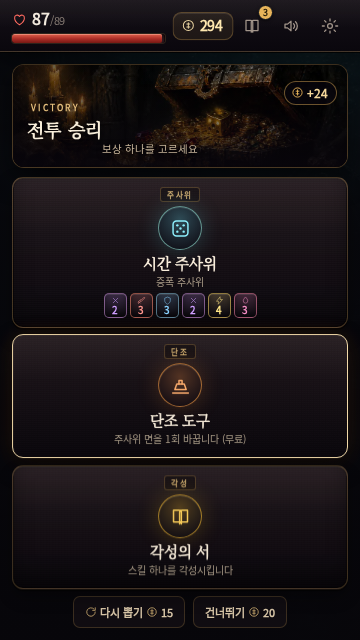 87/89
294
3
+24
VICTORY
전투 승리
보상 하나를 고르세요
주사위
시간 주사위
증폭 주사위
2 3 3 2 4 3
단조
단조 도구
주사위 면을 1회 바꿉니다 (무료)
각성
각성의 서
스킬 하나를 각성시킵니다
다시 뽑기 15
건너뛰기 20